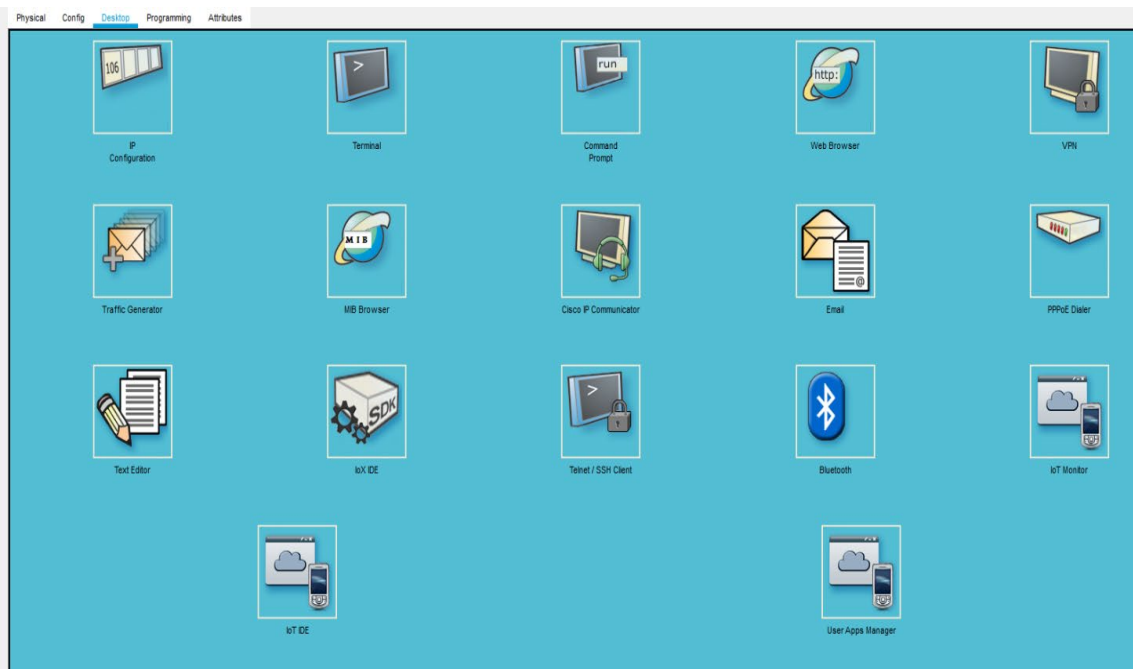 Physical Config Desktop Programming Attributes
106
>
run
http:
IP
Configuration
Terminal
Command
Prompt
Web Browser
VPN
MIB
Traffic Generator
MIB Browser
Cisco IP Communicator
@
Email
PPPoE Dialer
SDK
>
Text Editor
IoX IDE
Telnet / SSH Client
Bluetooth
IoT Monitor
IoT IDE
User Apps Manager